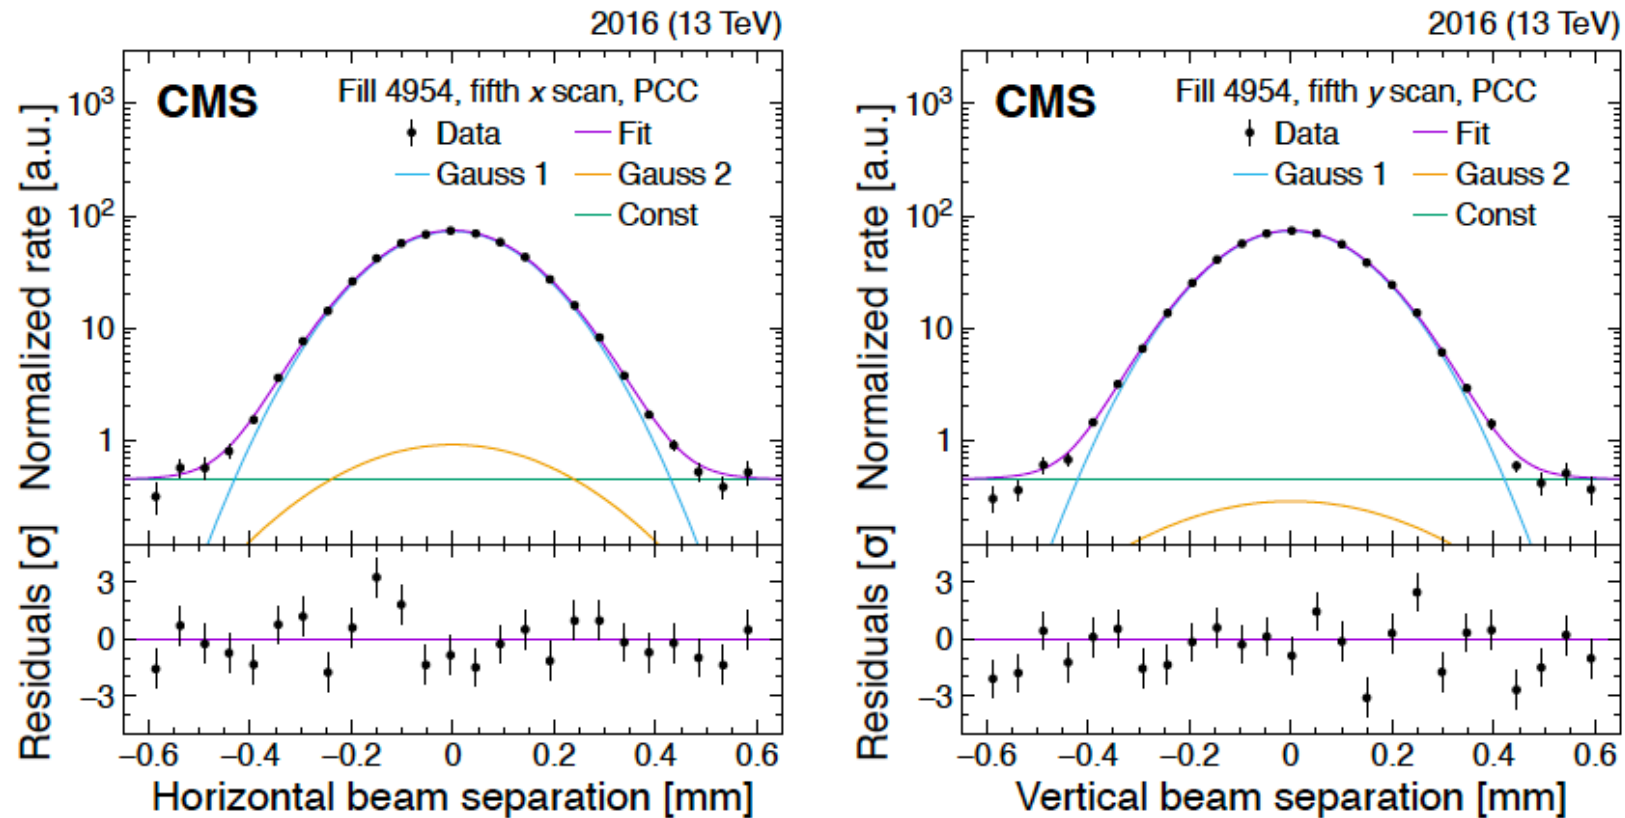 2016 (13 TeV)
CMS
Fill 4954, fifth x scan, PCC
Data
Fit
Gauss 1
Gauss 2
Const
Normalized rate [a.u.]
10³
10²
10
1
Residuals [σ]
3
0
−3
−0.6 −0.4 −0.2 0 0.2 0.4 0.6
Horizontal beam separation [mm]
2016 (13 TeV)
CMS
Fill 4954, fifth y scan, PCC
Data
Fit
Gauss 1
Gauss 2
Const
Normalized rate [a.u.]
10³
10²
10
1
Residuals [σ]
3
0
−3
−0.6 −0.4 −0.2 0 0.2 0.4 0.6
Vertical beam separation [mm]